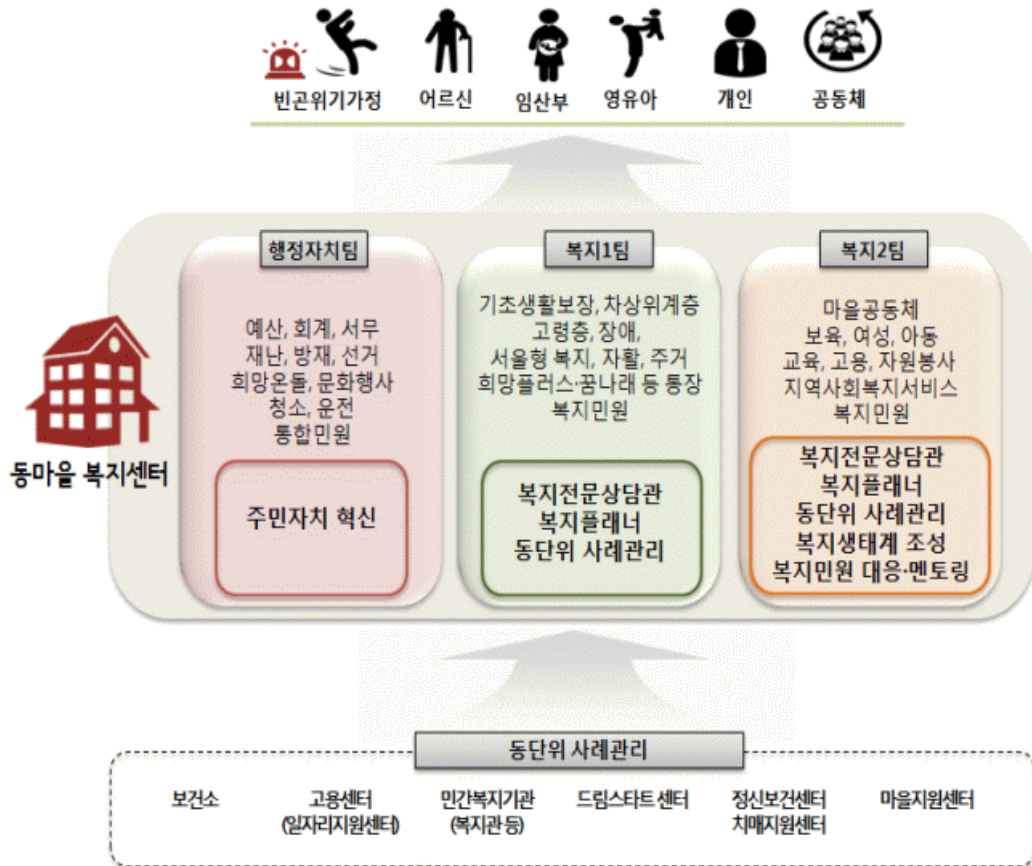 빈곤위기가정
어르신
임산부
영유아
개인
공동체
동마을 복지센터
행정자치팀
예산, 회계, 서무
재난, 방재, 선거
희망온돌, 문화행사
청소, 운전
통합민원
주민자치 혁신
복지1팀
기초생활보장, 차상위계층
고령층, 장애,
서울형 복지, 자활, 주거
희망플러스·꿈나래 등 통장
복지민원
복지전문상담관
복지플래너
동단위 사례관리
복지2팀
마을공동체
보육, 여성, 아동
교육, 고용, 자원봉사
지역사회복지서비스
복지민원
복지전문상담관
복지플래너
동단위 사례관리
복지생태계 조성
복지민원 대응·멘토링
동단위 사례관리
보건소
고용센터
(일자리지원센터)
민간복지기관
(복지관 등)
드림스타트 센터
정신보건센터
치매지원센터
마을지원센터